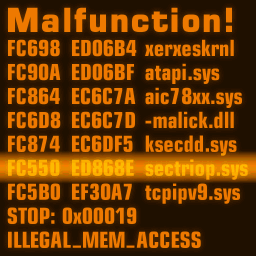 Malfunction!
FC698 ED06B4 xerxeskrnl
FC90A ED06BF atapi.sys
FC864 EC6C7A aic78xx.sys
FC6D8 EC6C7D -malick.dll
FC874 EC6DF5 ksecdd.sys
FC550 ED868E sectriop.sys
FC5B0 EF30A7 tcpipv9.sys
STOP: 0x00019
ILLEGAL_MEM_ACCESS